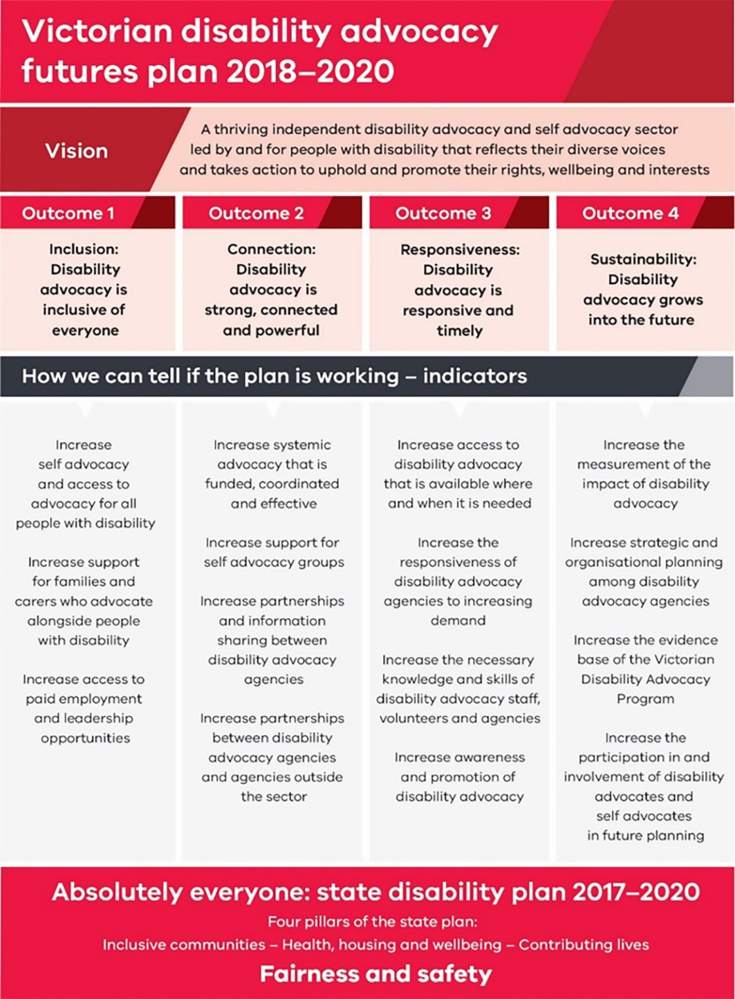 Victorian disability advocacy
futures plan 2018–2020
Vision
A thriving independent disability advocacy and self advocacy sector
led by and for people with disability that reflects their diverse voices
and takes action to uphold and promote their rights, wellbeing and interests
Outcome 1
Inclusion:
Disability
advocacy is
inclusive of
everyone
Outcome 2
Connection:
Disability
advocacy is
strong, connected
and powerful
Outcome 3
Responsiveness:
Disability
advocacy is
responsive and
timely
Outcome 4
Sustainability:
Disability
advocacy grows
into the future
How we can tell if the plan is working – indicators
Increase
self advocacy
and access to
advocacy for all
people with disability
Increase support
for families and
carers who advocate
alongside people
with disability
Increase access to
paid employment
and leadership
opportunities
Increase systemic
advocacy that is
funded, coordinated
and effective
Increase support for
self advocacy groups
Increase partnerships
and information
sharing between
disability advocacy
agencies
Increase partnerships
between disability
advocacy agencies
and agencies outside
the sector
Increase access to
disability advocacy
that is available where
and when it is needed
Increase the
responsiveness of
disability advocacy
agencies to increasing
demand
Increase the necessary
knowledge and skills of
disability advocacy staff,
volunteers and agencies
Increase awareness
and promotion of
disability advocacy
Increase the
measurement of the
impact of disability
advocacy
Increase strategic and
organisational planning
among disability
advocacy agencies
Increase the evidence
base of the Victorian
Disability Advocacy
Program
Increase the
participation in and
involvement of disability
advocates and
self advocates
in future planning
Absolutely everyone: state disability plan 2017–2020
Four pillars of the state plan:
Inclusive communities – Health, housing and wellbeing – Contributing lives
Fairness and safety